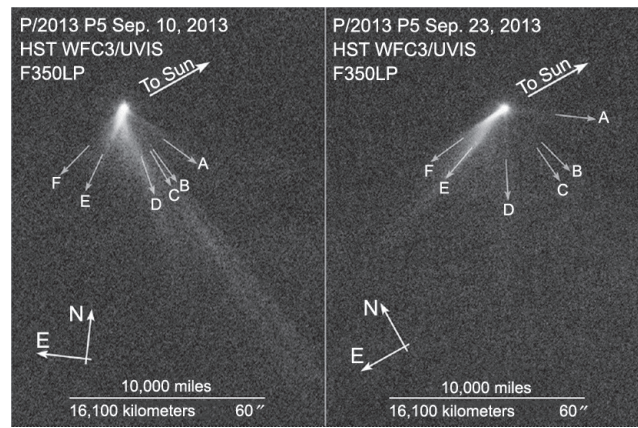 P/2013 P5 Sep. 10, 2013
HST WFC3/UVIS
F350LP
To Sun
A
B
C
D
E
F
N
E
10,000 miles
16,100 kilometers 60″
P/2013 P5 Sep. 23, 2013
HST WFC3/UVIS
F350LP
To Sun
A
B
C
D
E
F
N
E
10,000 miles
16,100 kilometers 60″